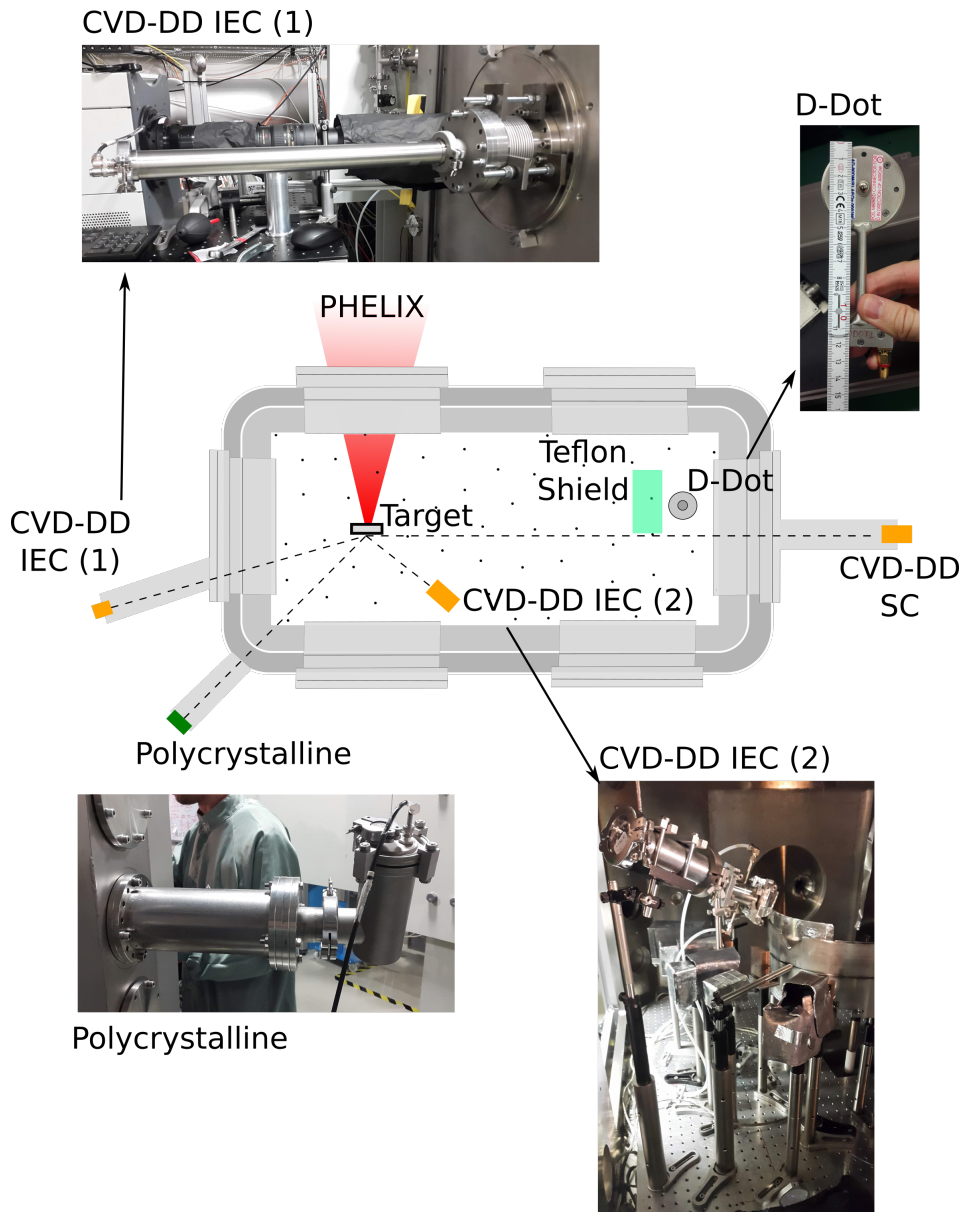 CVD-DD IEC (1)
D-Dot
PHELIX
Teflon
Shield
D-Dot
Target
CVD-DD
IEC (1)
CVD-DD
SC
CVD-DD IEC (2)
Polycrystalline
CVD-DD IEC (2)
Polycrystalline